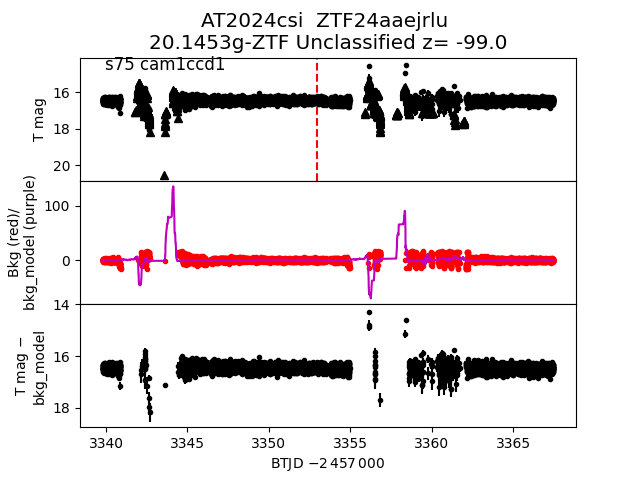 AT2024csi  ZTF24aaejrlu
20.1453g-ZTF Unclassified z= -99.0
s75 cam1ccd1
T mag
16
18
20
Bkg (red)/
bkg_model (purple)
100
0
T mag −
bkg_model
14
16
18
3340
3345
3350
3355
3360
3365
BTJD −2 457 000